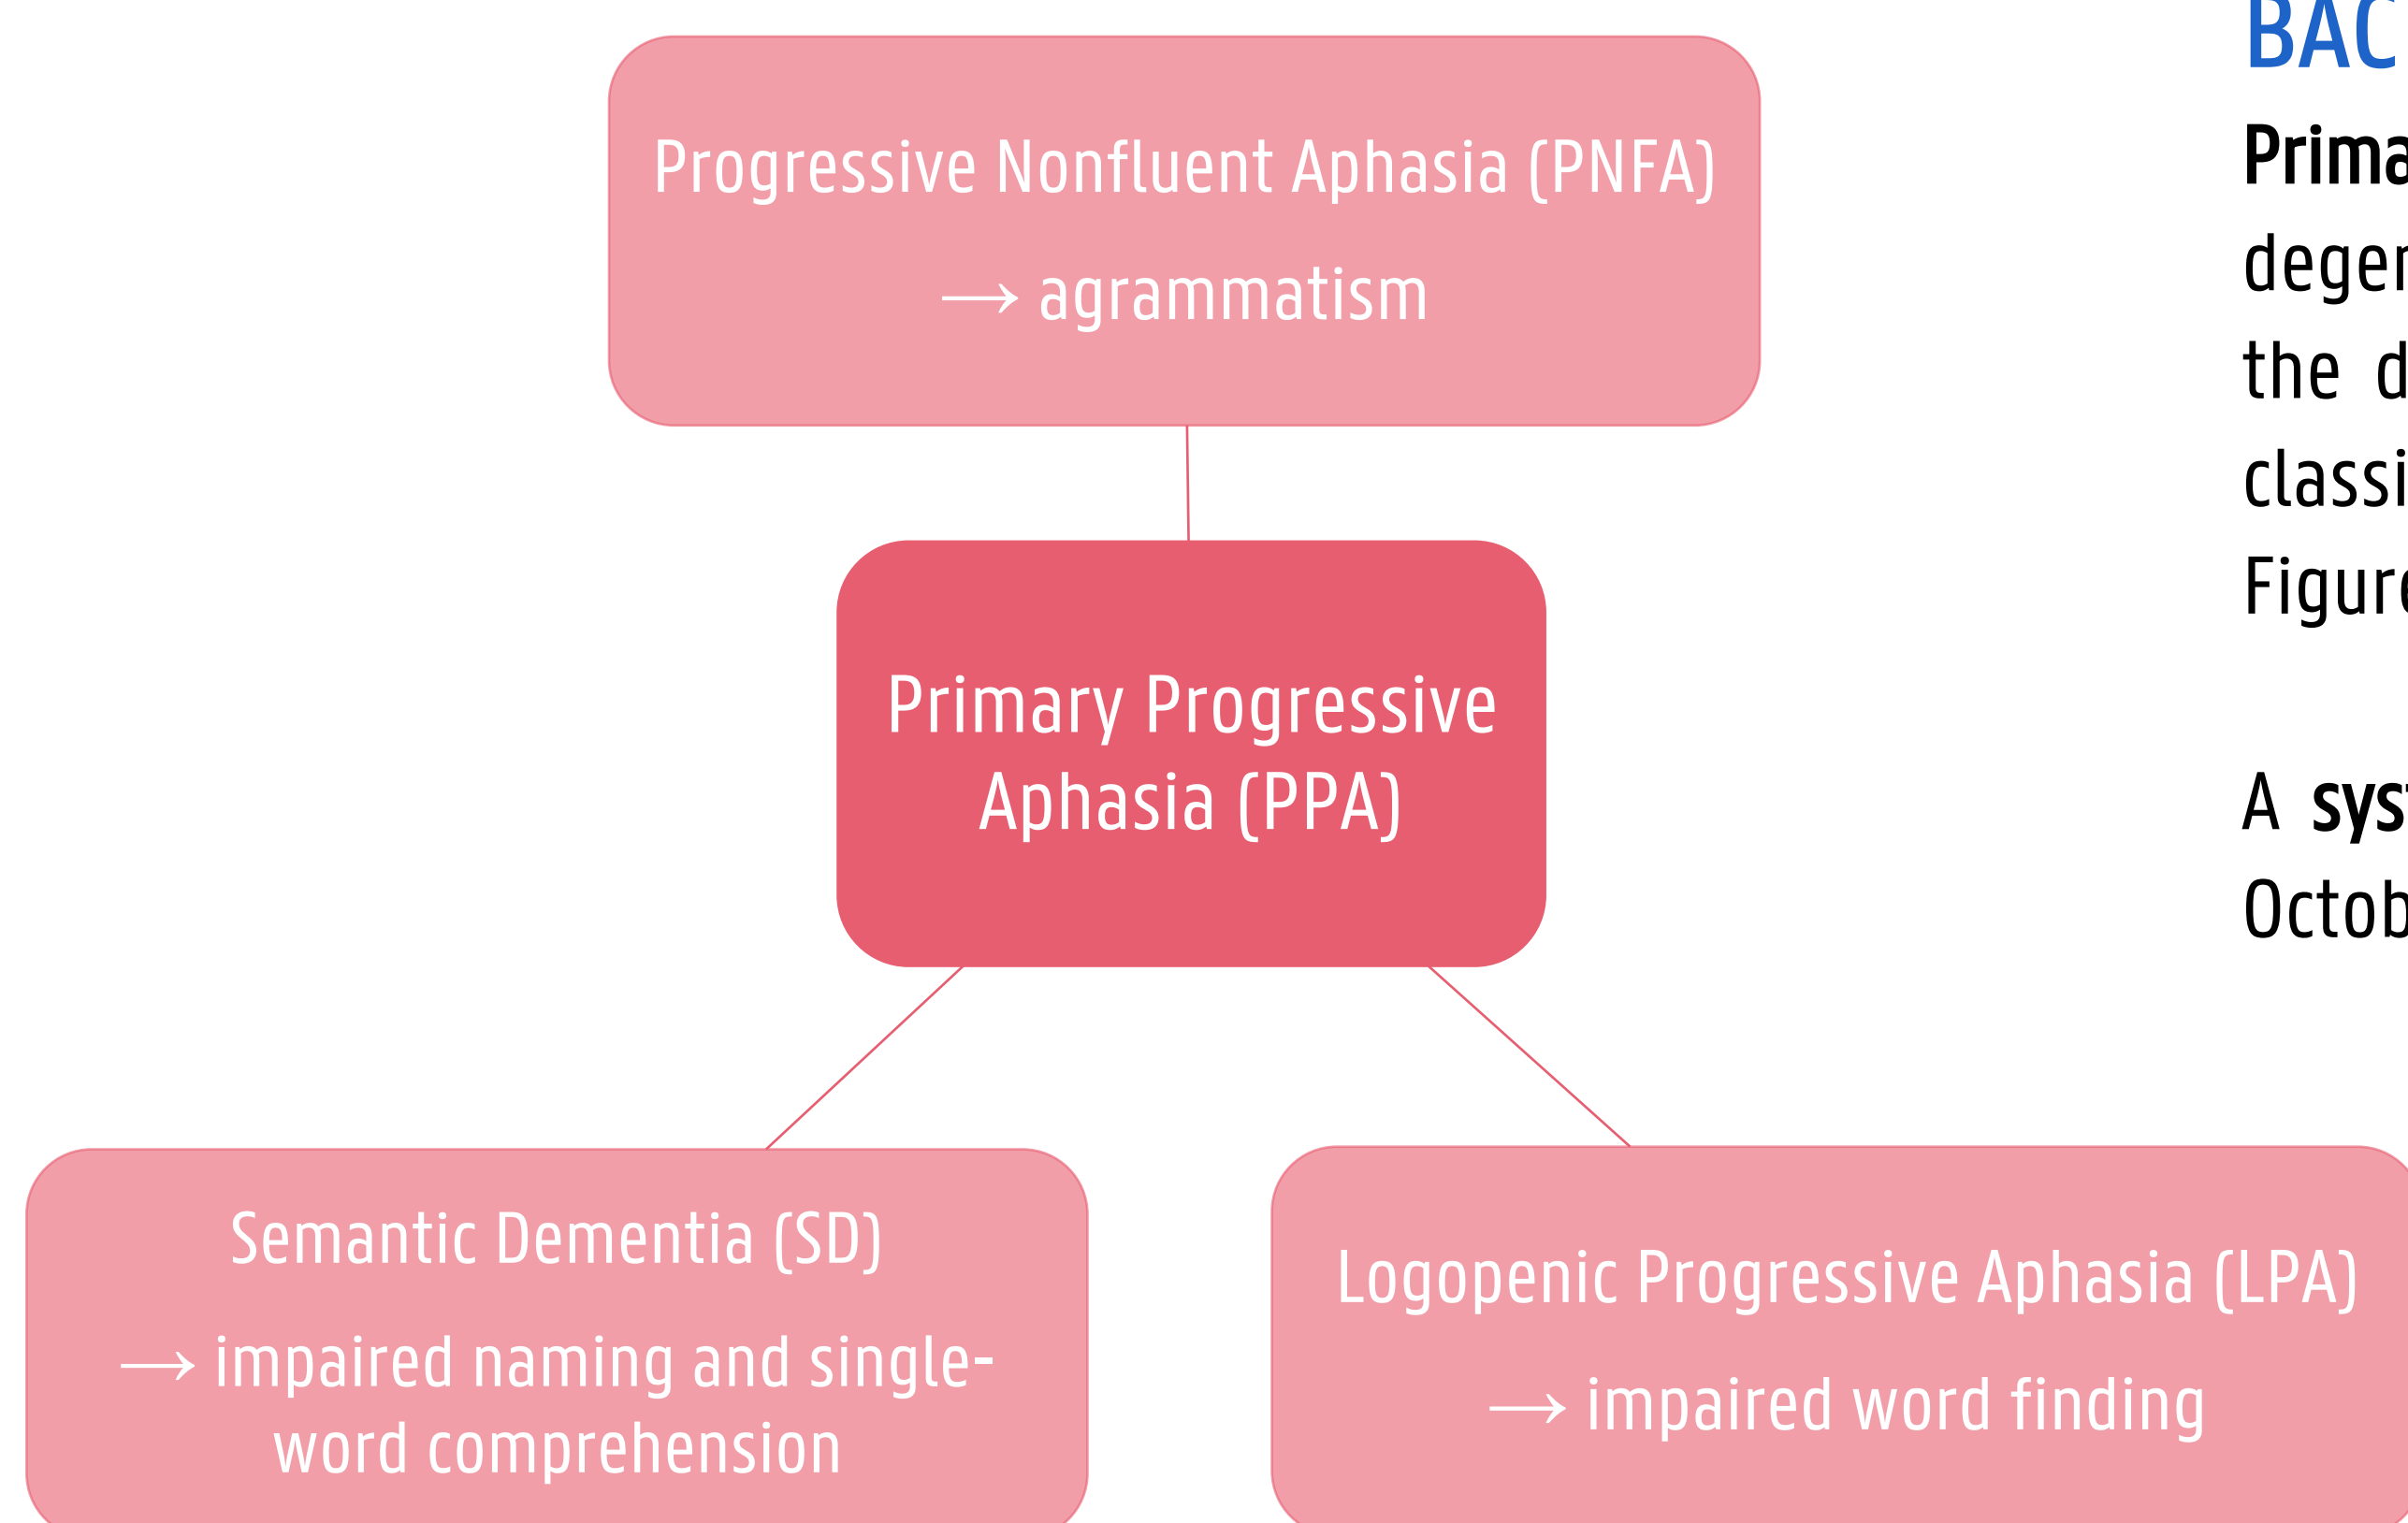 Progressive Nonfluent Aphasia (PNFA)
→ agrammatism
Primary Progressive
Aphasia (PPA)
Semantic Dementia (SD)
→ impaired naming and single-
word comprehension
Logopenic Progressive Aphasia (LPA)
→ impaired word finding
the
A